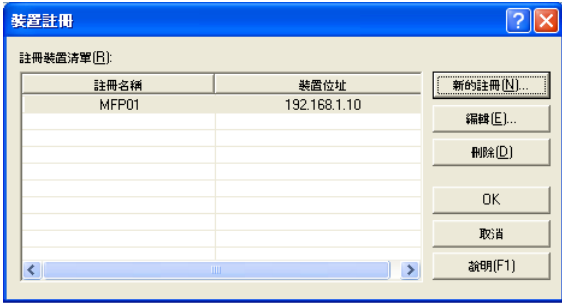 裝置註冊
註冊裝置清單(R):
註冊名稱 裝置位址
MFP01 192.168.1.10
新的註冊(N)...
編輯(E)...
刪除(D)
OK
取消
說明(F1)